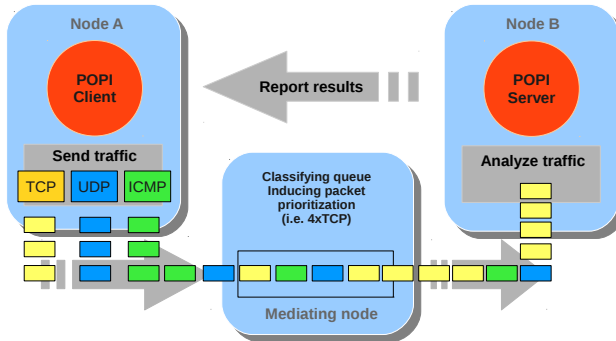 Node A
Node B
POPI
Client
Report results
POPI
Server
Send traffic
Analyze traffic
TCP
UDP
ICMP
Classifying queue
Inducing packet
prioritization
(i.e. 4xTCP)
Mediating node